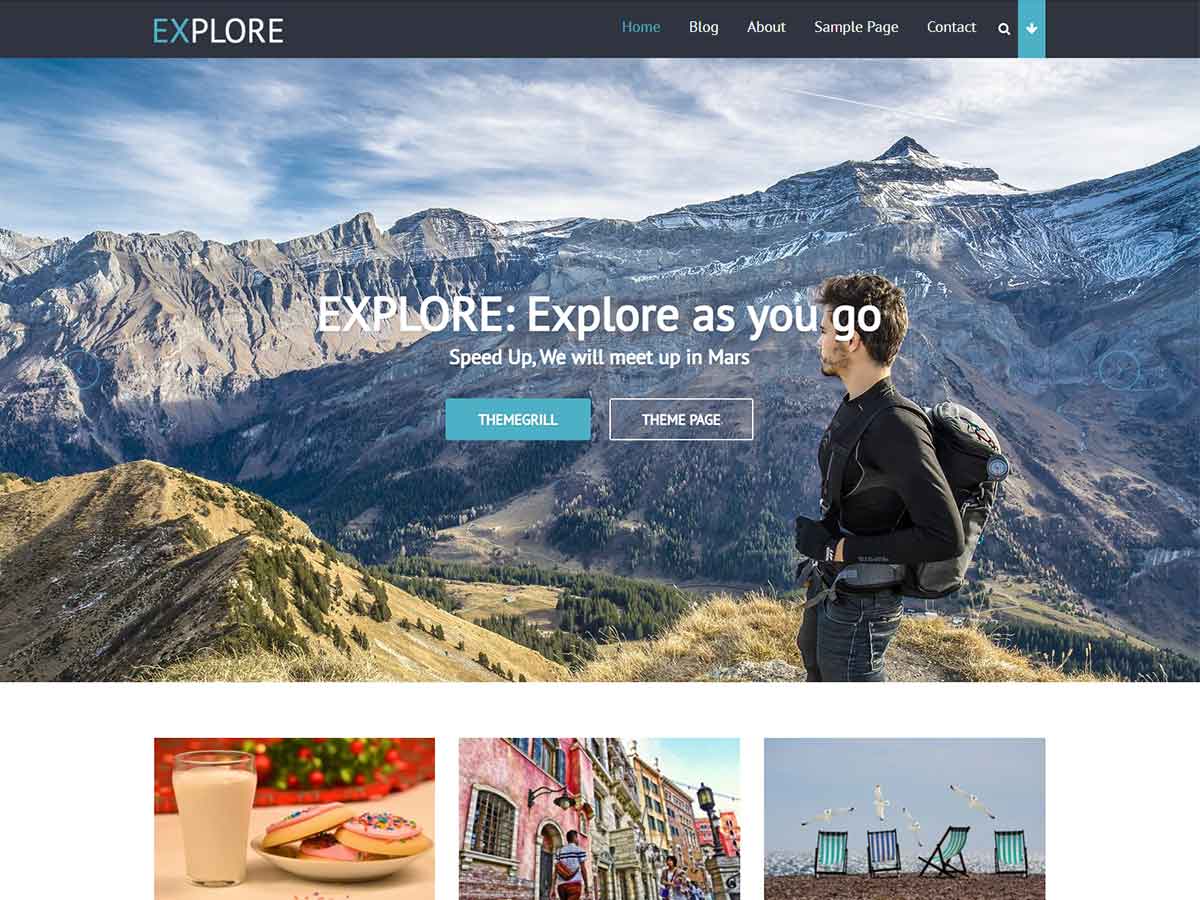 EXPLORE
Home Blog About Sample Page Contact
EXPLORE: Explore as you go
Speed Up, We will meet up in Mars
THEMEGRILL THEME PAGE